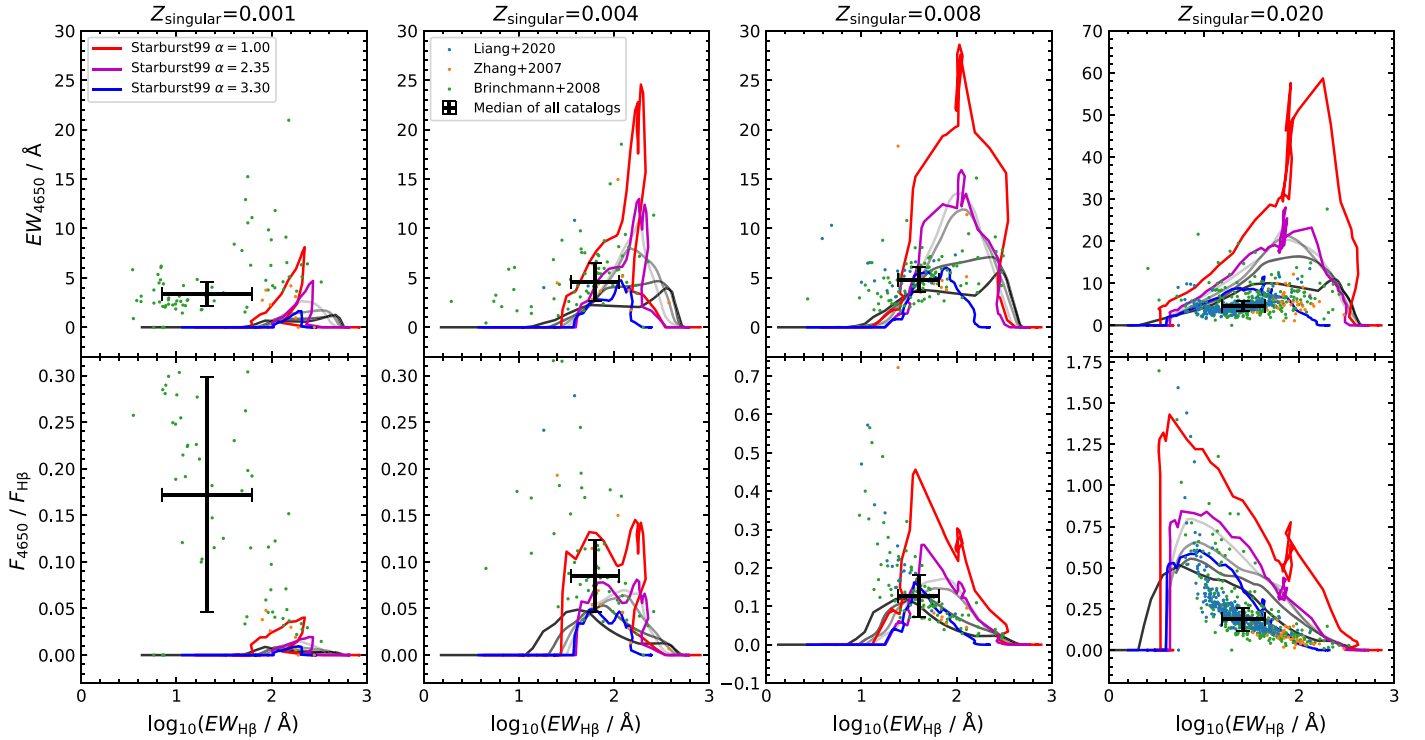 Z_singular=0.001
Z_singular=0.004
Z_singular=0.008
Z_singular=0.020
Starburst99 α = 1.00
Starburst99 α = 2.35
Starburst99 α = 3.30
Liang+2020
Zhang+2007
Brinchmann+2008
Median of all catalogs
EW_4650 / Å
30
25
20
15
10
5
0
30
25
20
15
10
5
0
30
25
20
15
10
5
0
70
60
50
40
30
20
10
0
F_4650 / F_Hβ
0.30
0.25
0.20
0.15
0.10
0.05
0.00
0.30
0.25
0.20
0.15
0.10
0.05
0.00
0.7
0.6
0.5
0.4
0.3
0.2
0.1
0.0
−0.1
1.75
1.50
1.25
1.00
0.75
0.50
0.25
0.00
0 1 2 3
0 1 2 3
0 1 2 3
0 1 2 3
log₁₀(EW_Hβ / Å)
log₁₀(EW_Hβ / Å)
log₁₀(EW_Hβ / Å)
log₁₀(EW_Hβ / Å)